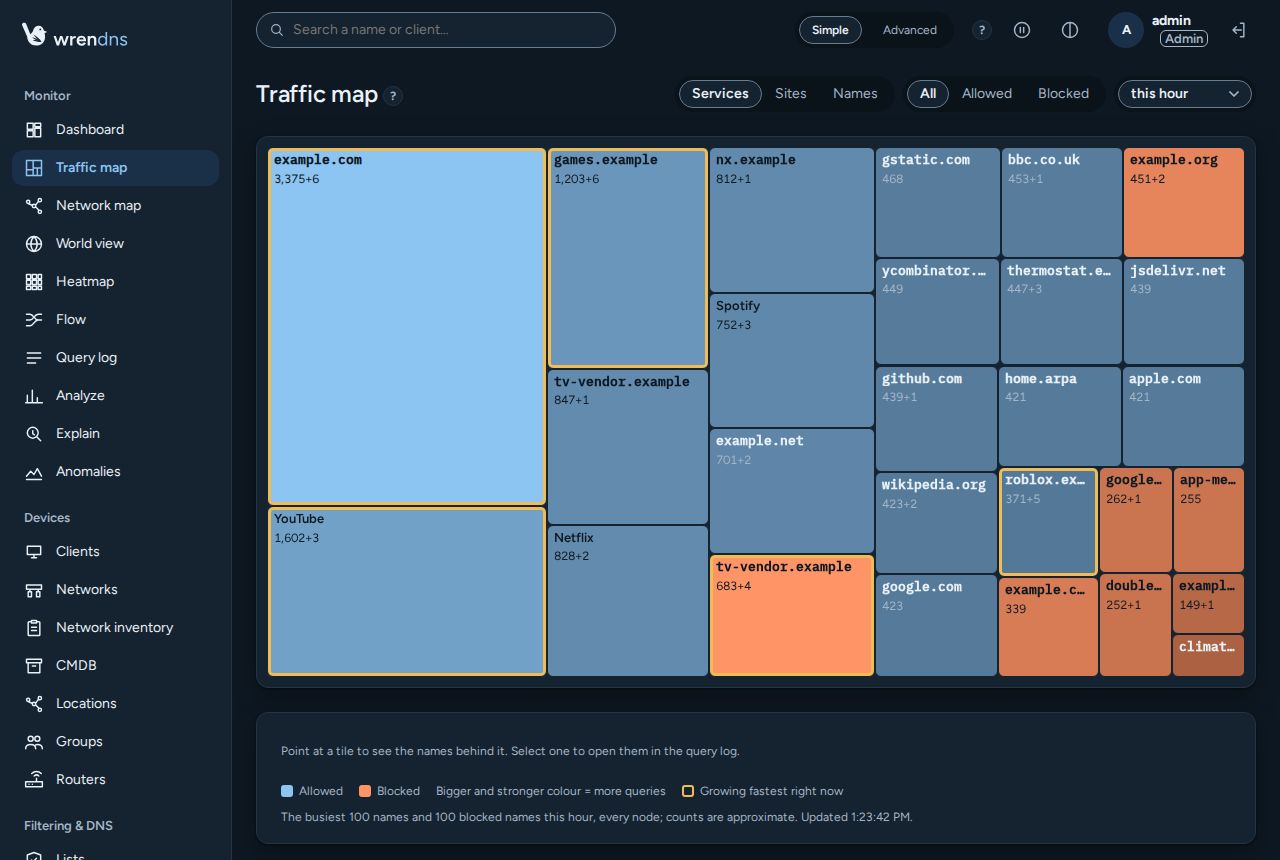 wrendns
Search a name or client...
Simple
Advanced
?
A
admin
Admin
Monitor
Dashboard
Traffic map
Network map
World view
Heatmap
Flow
Query log
Analyze
Explain
Anomalies
Devices
Clients
Networks
Network inventory
CMDB
Locations
Groups
Routers
Filtering & DNS
Lists
Traffic map
?
Services
Sites
Names
All
Allowed
Blocked
this hour
example.com
3,375+6
YouTube
1,602+3
games.example
1,203+6
tv-vendor.example
847+1
Netflix
828+2
nx.example
812+1
Spotify
752+3
example.net
701+2
tv-vendor.example
683+4
gstatic.com
468
bbc.co.uk
453+1
example.org
451+2
ycombinator.…
449
thermostat.e…
447+3
jsdelivr.net
439
github.com
439+1
home.arpa
421
apple.com
421
wikipedia.org
423+2
google.com
423
roblox.ex…
371+5
google…
262+1
app-me…
255
example.c…
339
double…
252+1
exampl…
149+1
climat…
Point at a tile to see the names behind it. Select one to open them in the query log.
Allowed
Blocked
Bigger and stronger colour = more queries
Growing fastest right now
The busiest 100 names and 100 blocked names this hour, every node; counts are approximate. Updated 1:23:42 PM.